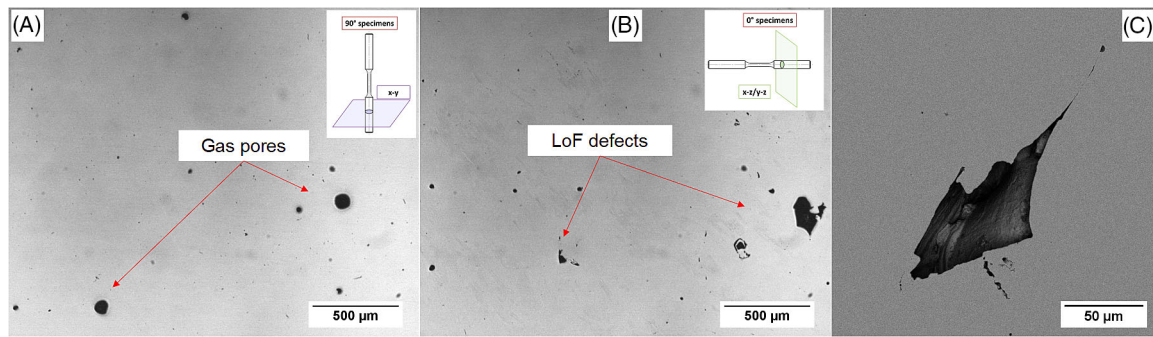 (A)
90° specimens
x-y
Gas pores
500 µm
(B)
0° specimens
x-z/y-z
LoF defects
500 µm
(C)
50 µm